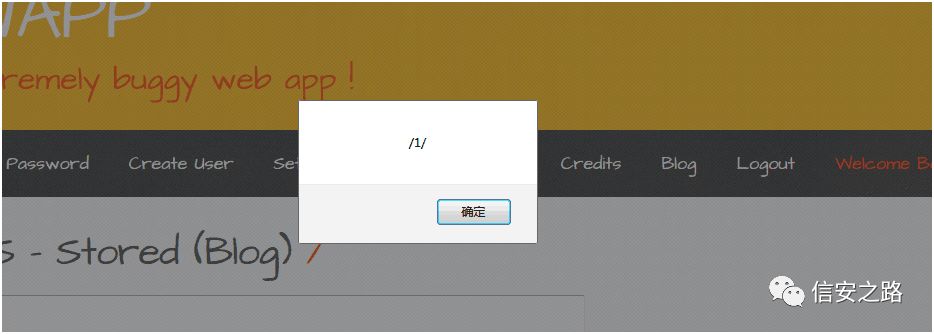 WAPP
remely buggy web app !
Password Create User Set Credits Blog Logout Welcome B
S - Stored (Blog) /
/1/
确定
信安之路